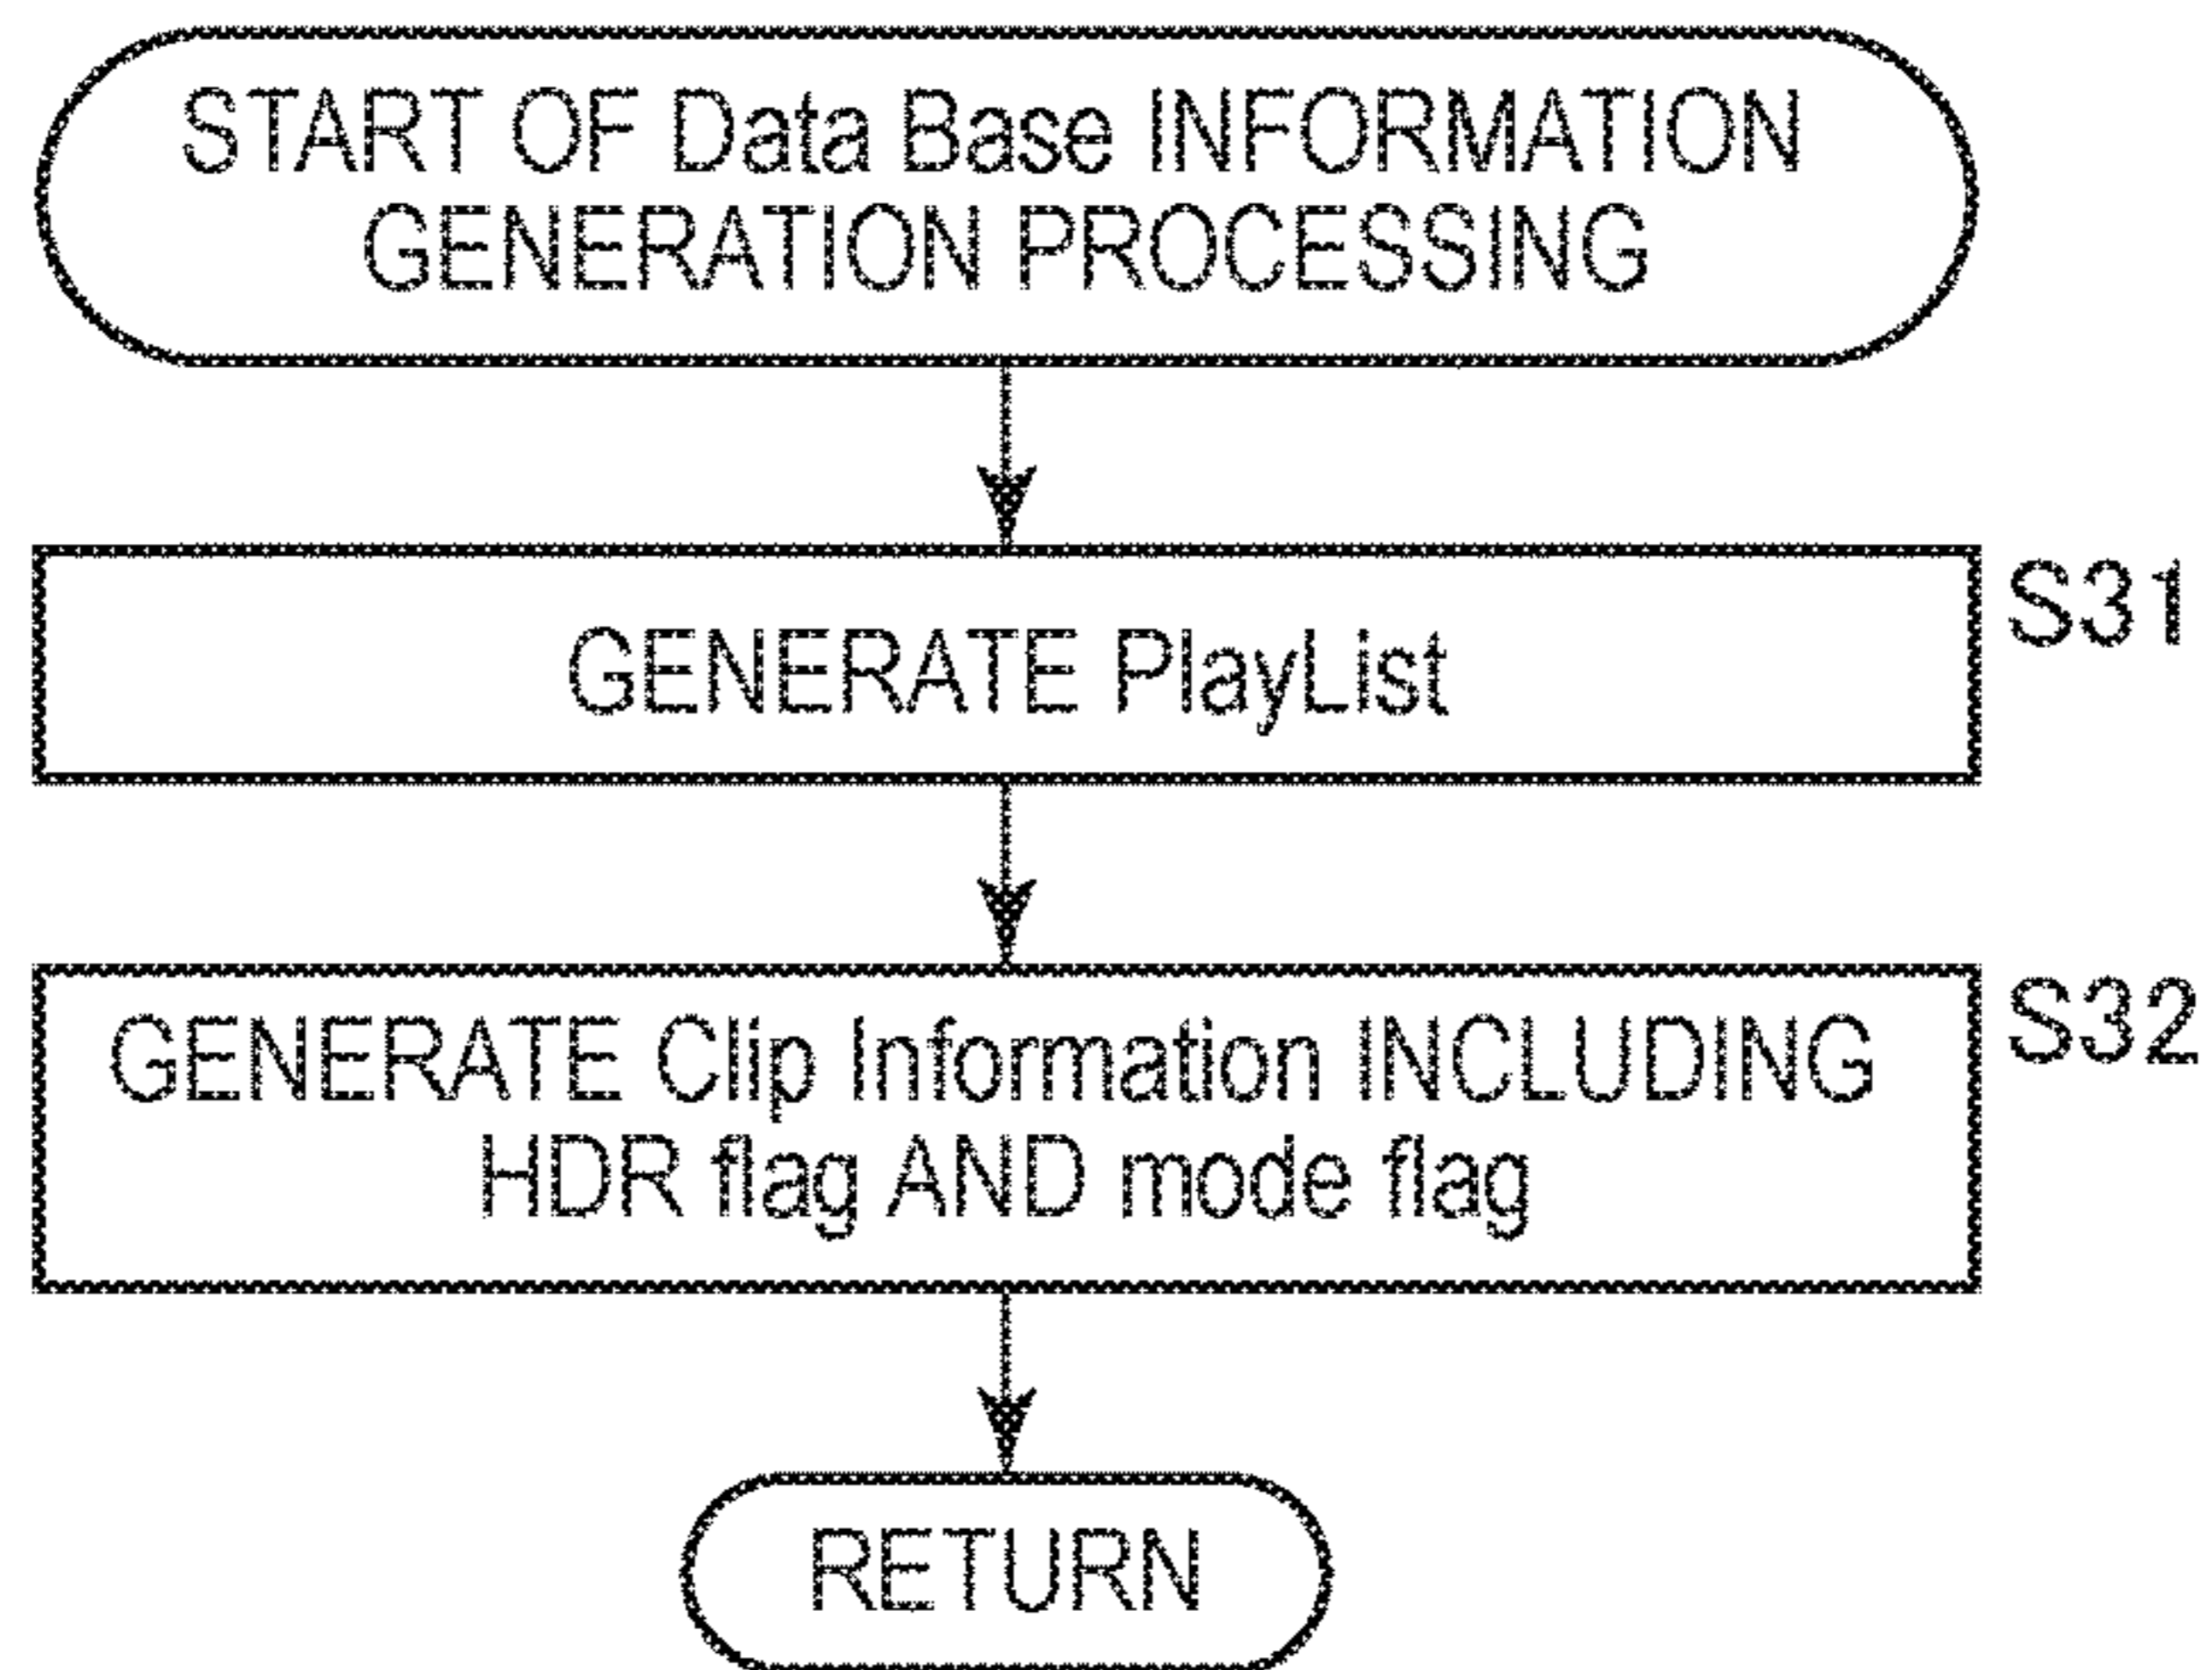 START OF Data Base INFORMATION
GENERATION PROCESSING
S31
GENERATE PlayList
S32
GENERATE Clip Information INCLUDING
HDR flag AND mode flag
RETURN